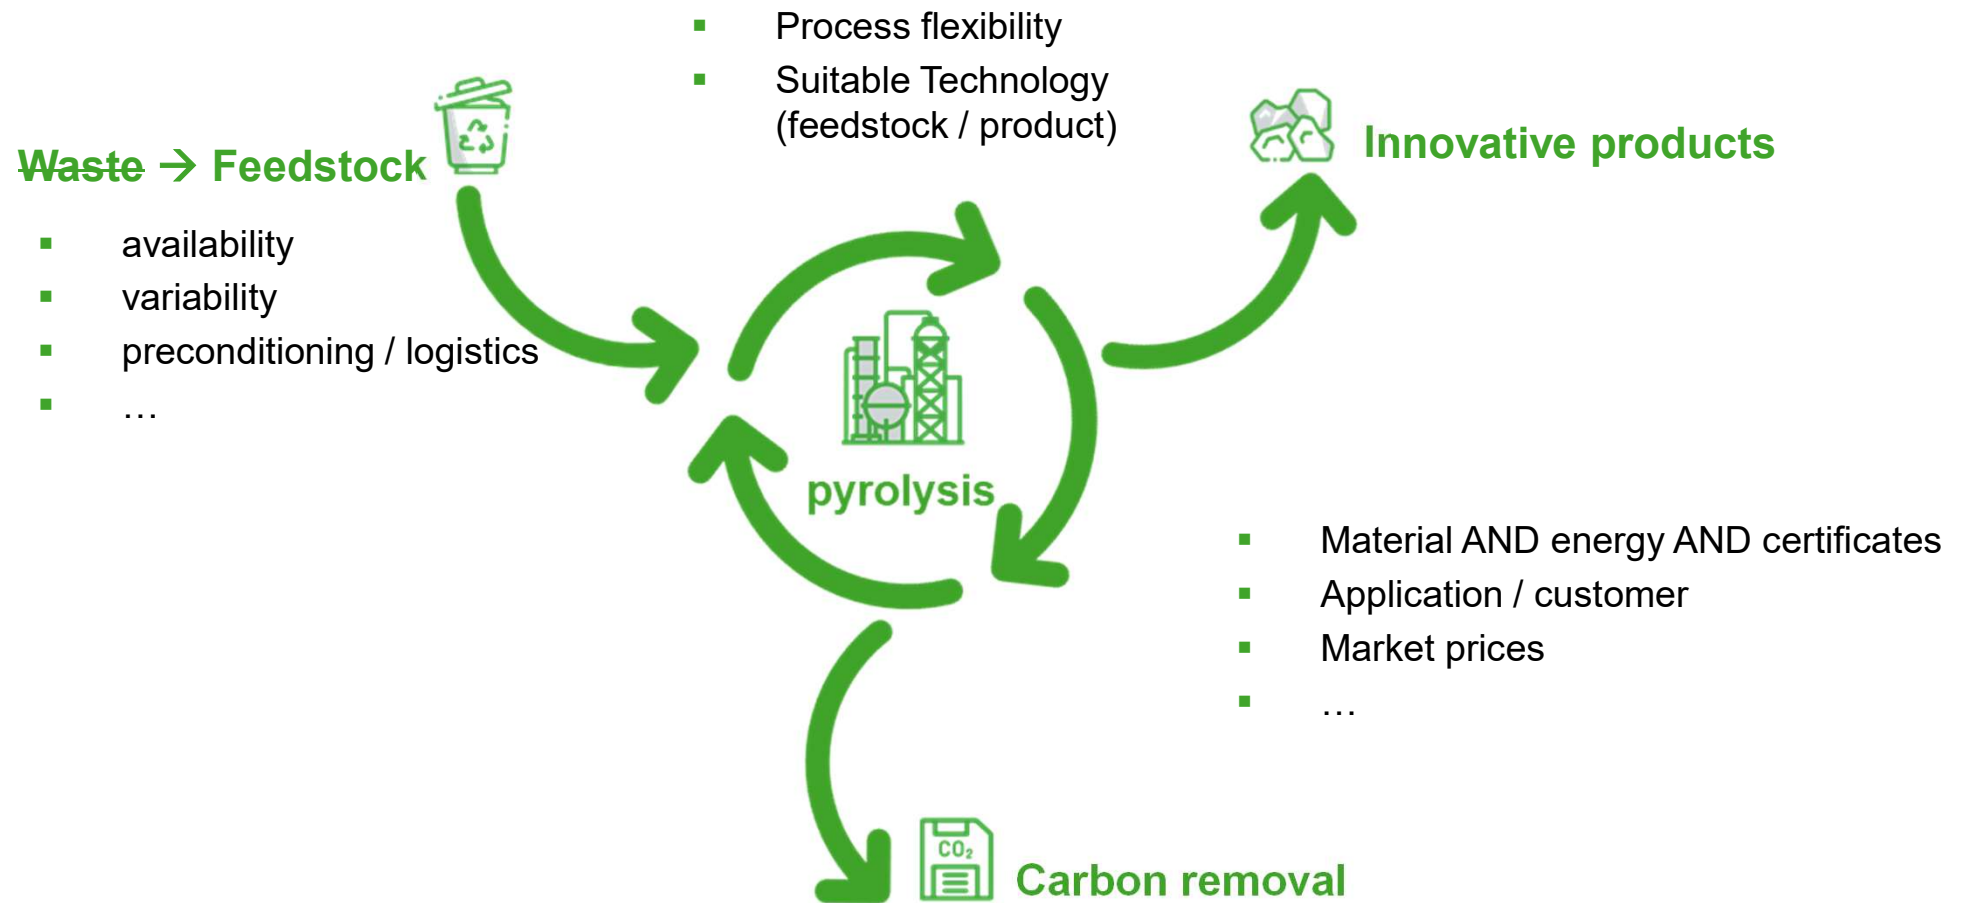 Process flexibility
Suitable Technology
(feedstock / product)
Waste → Feedstock
availability
variability
preconditioning / logistics
…
Innovative products
pyrolysis
Material AND energy AND certificates
Application / customer
Market prices
…
CO₂
Carbon removal